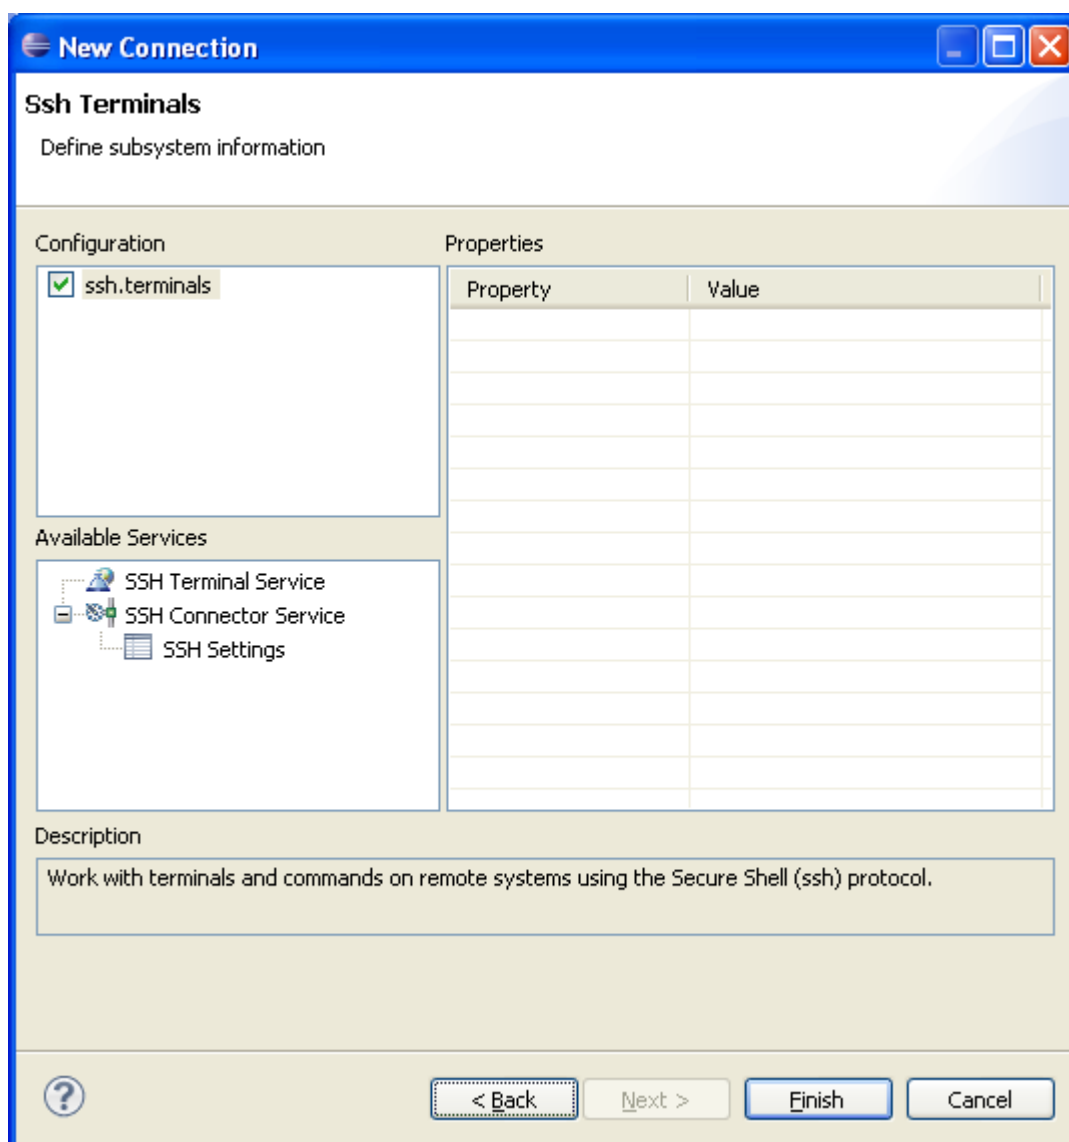 New Connection
Ssh Terminals
Define subsystem information
Configuration
Properties
ssh.terminals
Property Value
Available Services
SSH Terminal Service
SSH Connector Service
SSH Settings
Description
Work with terminals and commands on remote systems using the Secure Shell (ssh) protocol.
? < Back Next > Finish Cancel